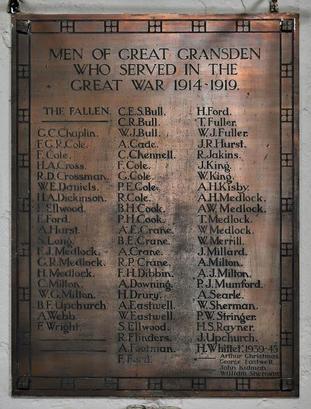 MEN OF GREAT GRANSDEN
WHO SERVED IN THE
GREAT WAR 1914-1919.
THE FALLEN.
G.C. Chaplin.
F.G.R. Cole.
F. Cole.
H.A. Cross.
R.D. Crossman.
W.E. Daniels.
H.A. Dickinson.
F. Ellwood.
E. Ford.
A. Hurst.
S. Long.
F.J. Medlock.
G.R. Medlock.
H. Medlock.
C. Milton.
W.G. Milton.
B.F. Upchurch
A. Webb.
F. Wright.
C.E.S. Bull.
C.R. Bull.
W.J. Bull.
A. Cade.
C. Chennell.
F. Cole.
G. Cole.
P.E. Cole.
R. Cole.
B.H. Cook.
P.H. Cook.
A.E. Crane.
B.E. Crane.
A. Crane.
R.P. Crane.
F.H. Dibbin.
A. Downing.
H. Drury.
A. Eastwell.
W. Eastwell.
S. Ellwood.
R. Flinders.
A. Footman.
F. Ford.
H. Ford.
T. Fuller.
W.J. Fuller.
J.R. Hurst.
R. Jakins.
J. King.
W. King.
A.H. Kisby.
A.H. Medlock.
A.W. Medlock.
T. Medlock.
W. Medlock.
W. Merrill.
J. Millard.
A. Milton.
A.J. Milton.
P.J. Mumford.
A. Searle.
W. Sherman.
P.W. Stringer.
H.S. Rayner.
J. Upchurch.
H. Whittet. 1939-45
Arthur Christmas
George Eastwell
John Kidman
William Sherman